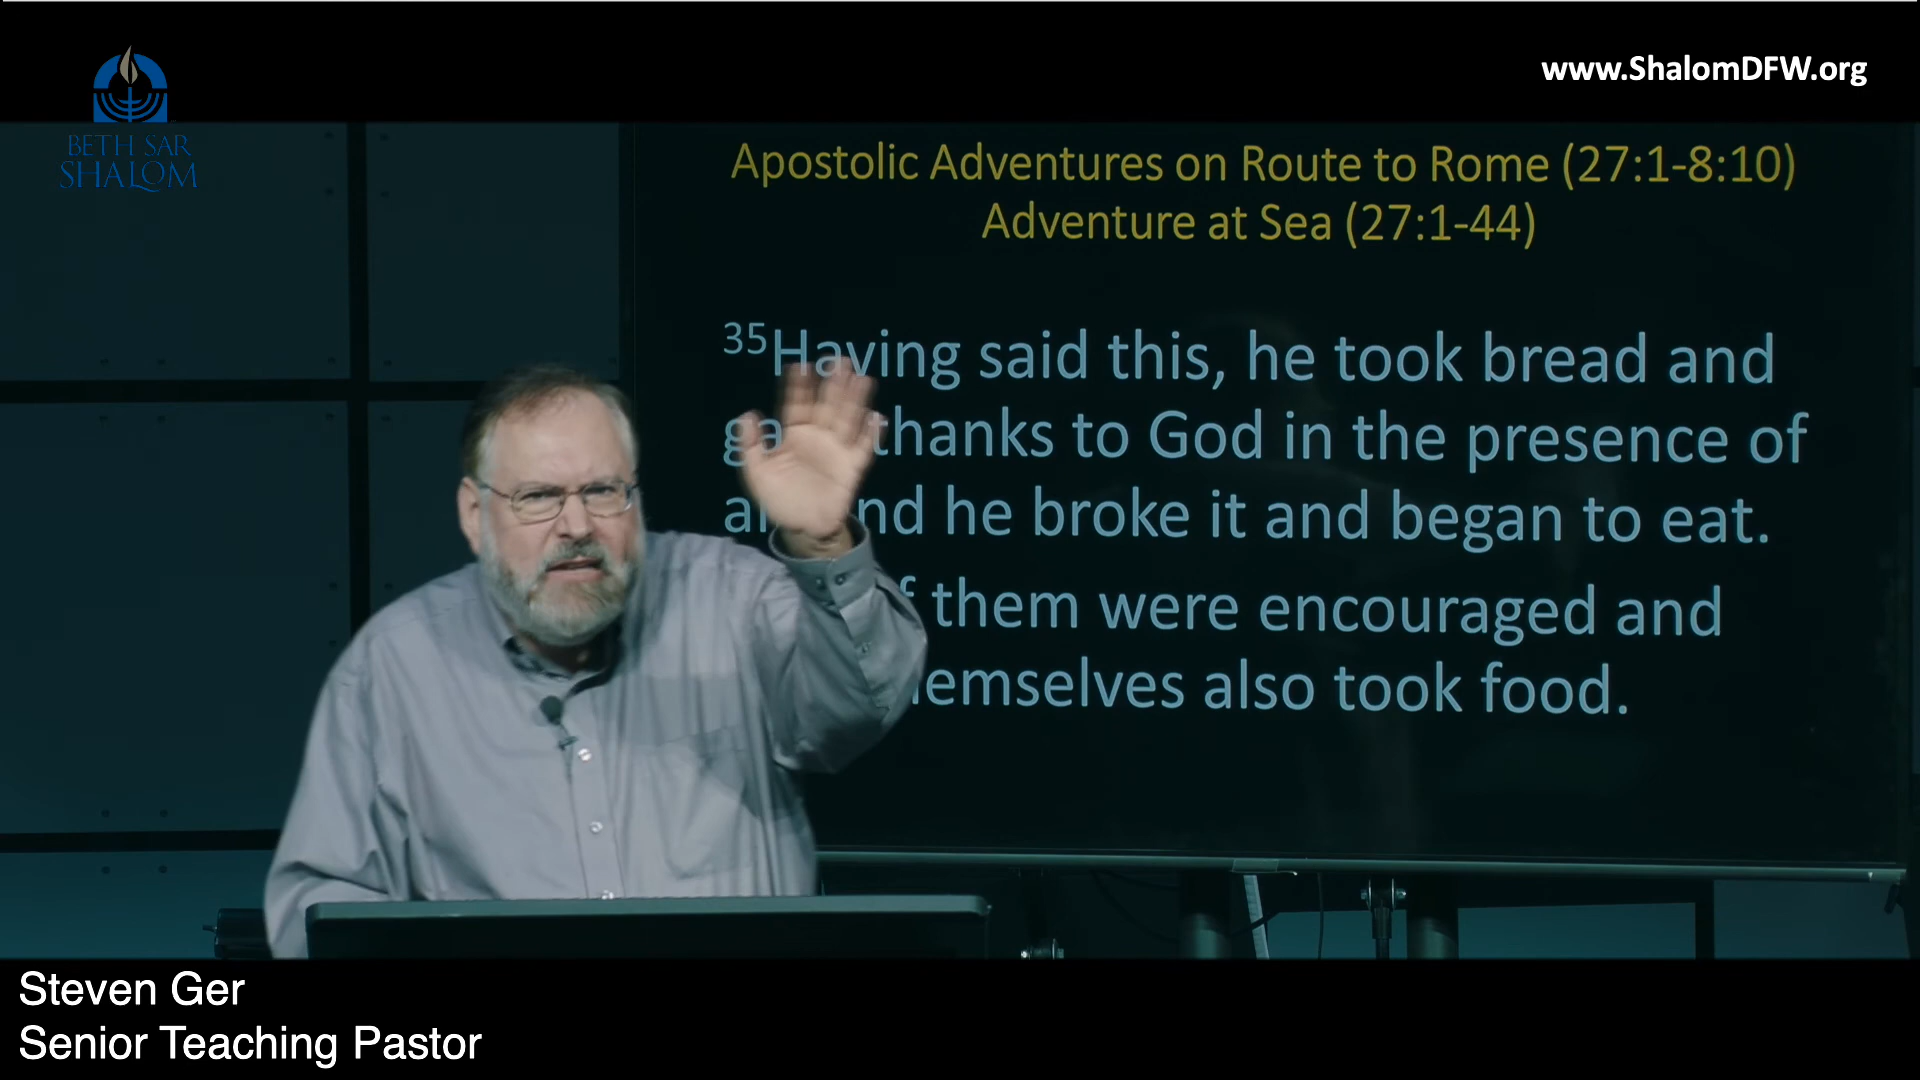 www.ShalomDFW.org
BETH SAR
SHALOM
Apostolic Adventures on Route to Rome (27:1-8:10)
Adventure at Sea (27:1-44)
35Having said this, he took bread and
thanks to God in the presence of
he broke it and began to eat.
them were encouraged and
also took food.
Steven Ger
Senior Teaching Pastor